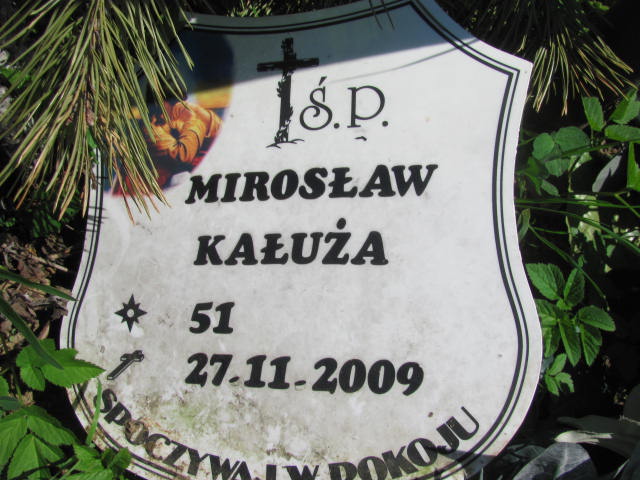 Ś.P.
MIROSŁAW
KAŁUŻA
51
27.11.2009
SPOCZYWAJ W POKOJU